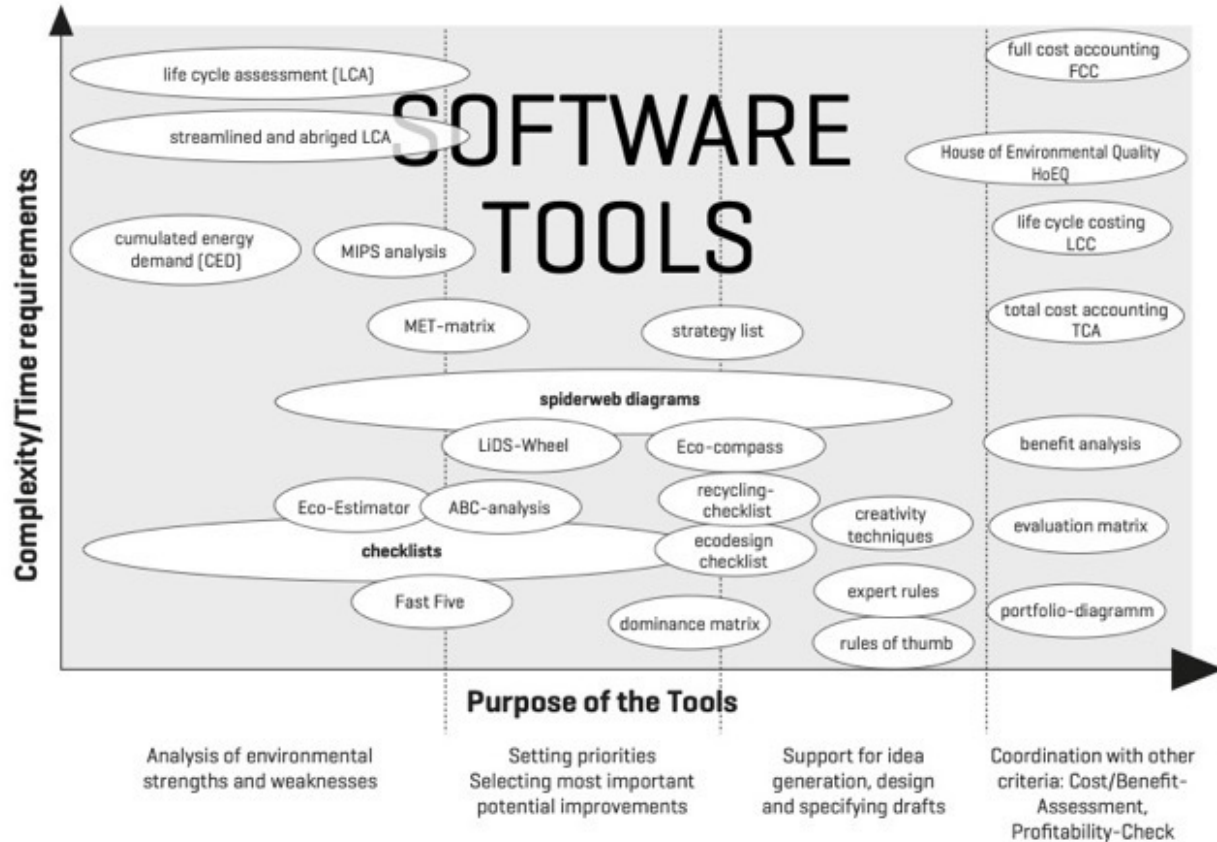 Complexity/Time requirements
SOFTWARE
TOOLS
life cycle assessment (LCA)
streamlined and abriged LCA
cumulated energy
demand (CED)
MIPS analysis
MET-matrix
strategy list
spiderweb diagrams
LiDS-Wheel
Eco-compass
Eco-Estimator
ABC-analysis
recycling-
checklist
creativity
techniques
checklists
ecodesign
checklist
Fast Five
expert rules
dominance matrix
rules of thumb
full cost accounting
FCC
House of Environmental Quality
HoEQ
life cycle costing
LCC
total cost accounting
TCA
benefit analysis
evaluation matrix
portfolio-diagramm
Purpose of the Tools
Analysis of environmental
strengths and weaknesses
Setting priorities
Selecting most important
potential improvements
Support for idea
generation, design
and specifying drafts
Coordination with other
criteria: Cost/Benefit-
Assessment,
Profitability-Check